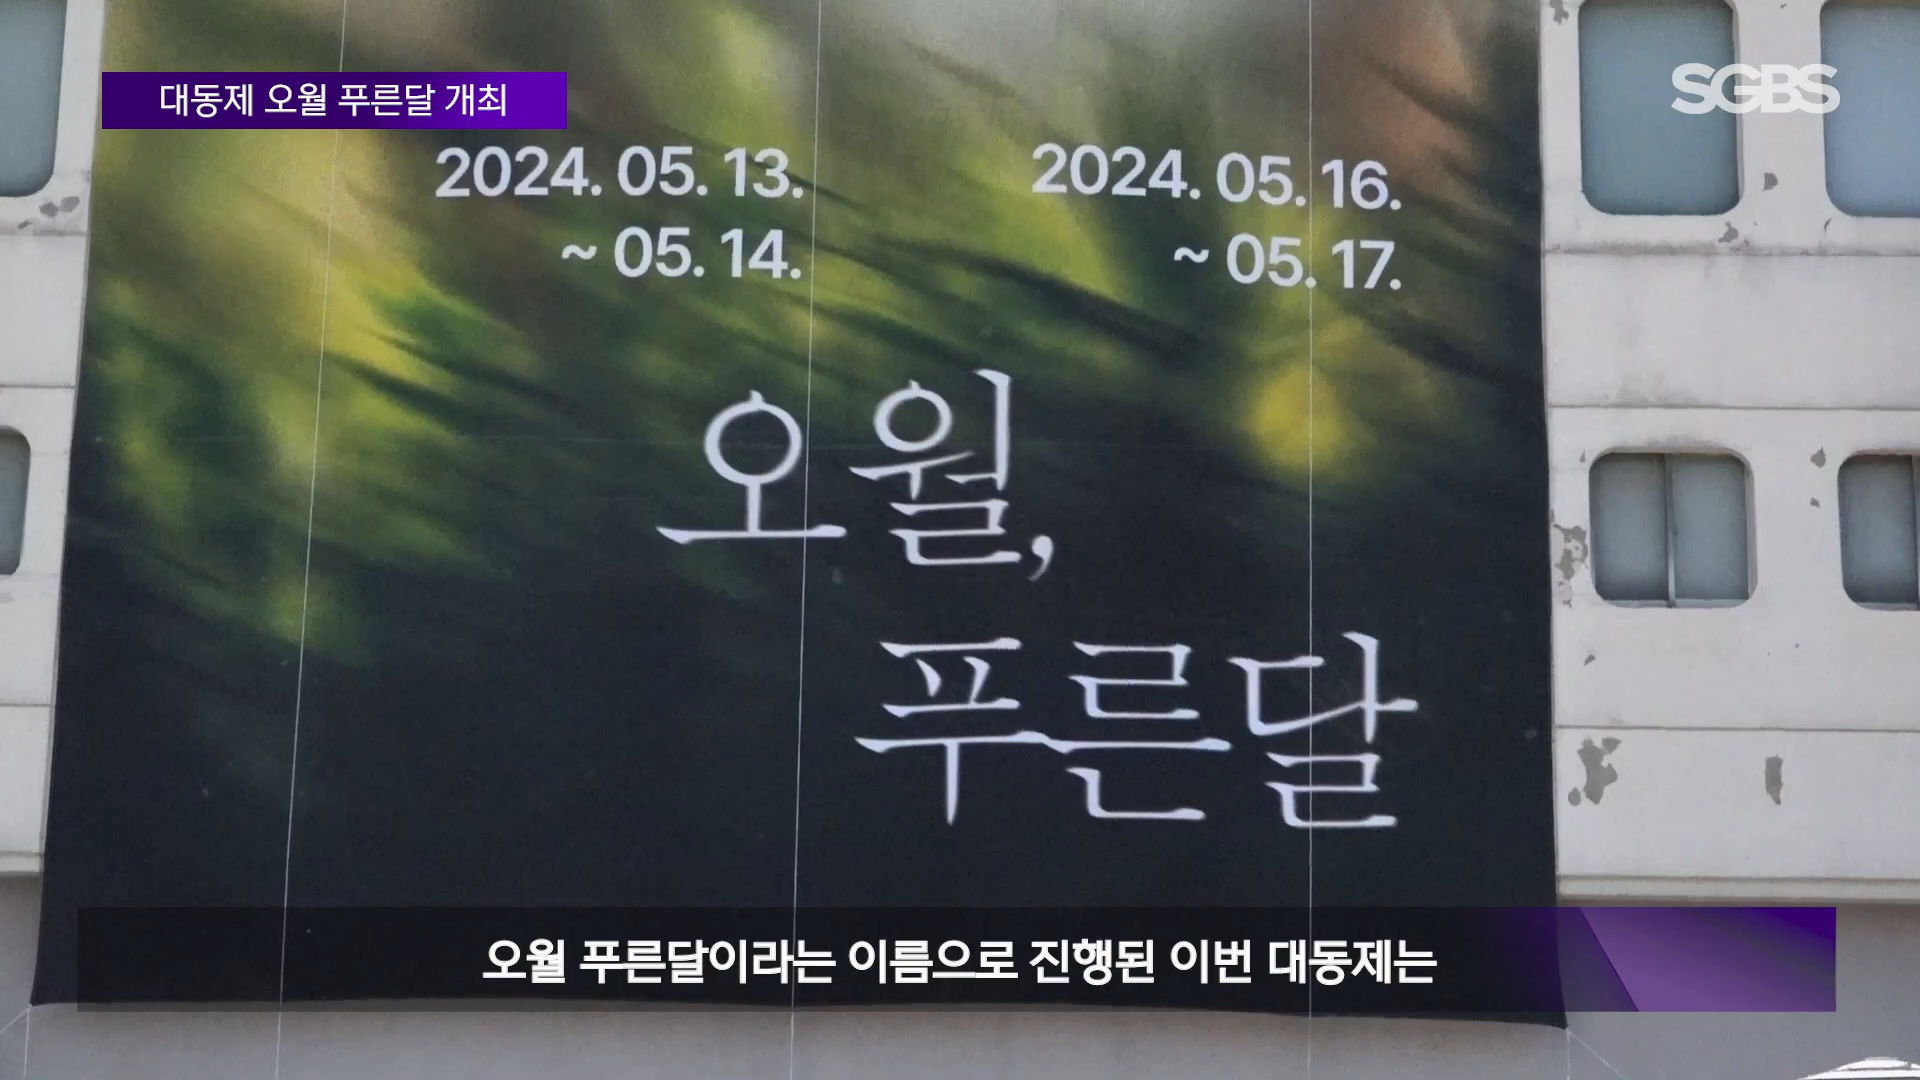 대동제 오월 푸른달 개최
SGBS
2024. 05. 13.
~ 05. 14.
2024. 05. 16.
~ 05. 17.
오월,
푸른달
오월 푸른달이라는 이름으로 진행된 이번 대동제는